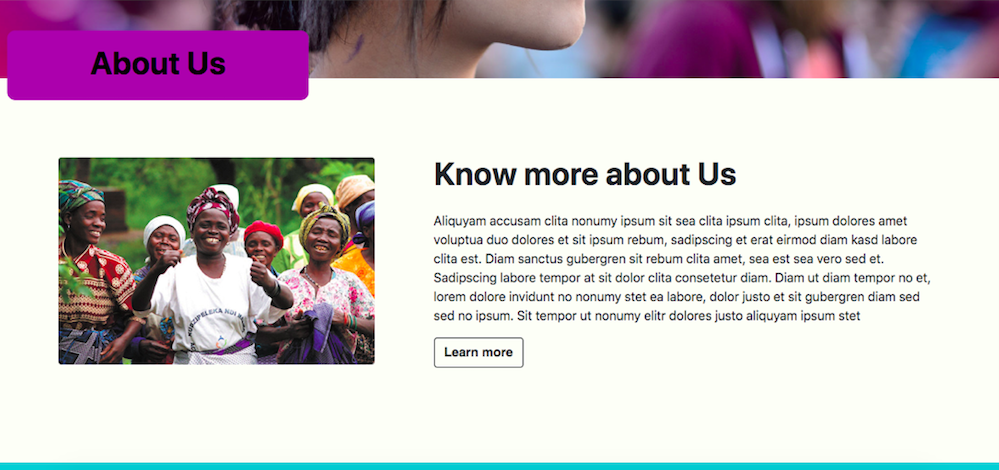 About Us
Know more about Us
Aliquyam accusam clita nonumy ipsum sit sea clita ipsum clita, ipsum dolores amet
voluptua duo dolores et sit ipsum rebum, sadipscing et erat eirmod diam kasd labore
clita est. Diam sanctus gubergren sit rebum clita amet, sea est sea vero sed et.
Sadipscing labore tempor at sit dolor clita consetetur diam. Diam ut diam tempor no et,
lorem dolore invidunt no nonumy stet ea labore, dolor justo et sit gubergren diam sed
sed no ipsum. Sit tempor ut nonumy elitr dolores justo aliquyam ipsum stet
Learn more